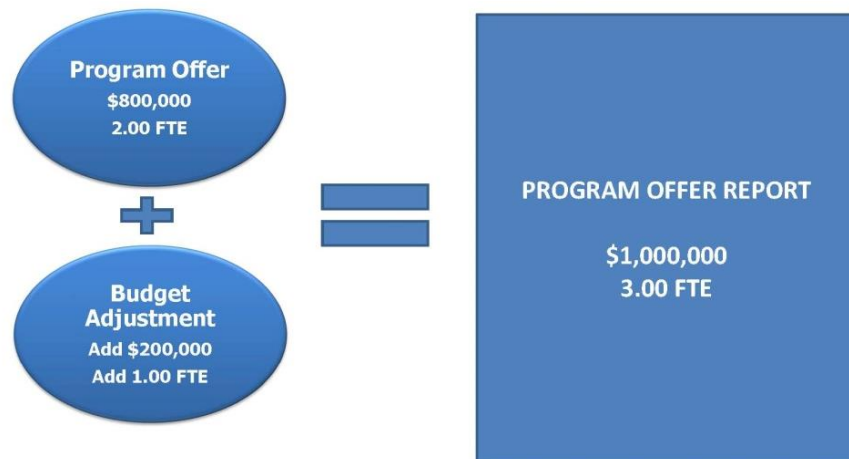 Program Offer
$800,000
2.00 FTE
Budget
Adjustment
Add $200,000
Add 1.00 FTE
PROGRAM OFFER REPORT
$1,000,000
3.00 FTE